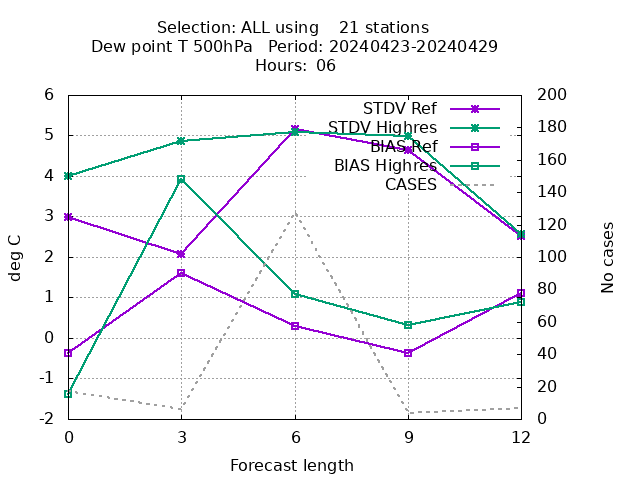 Selection: ALL using    21 stations
Dew point T 500hPa   Period: 20240423-20240429
Hours:  06
STDV Ref
STDV Highres
BIAS Ref
BIAS Highres
CASES
6
5
4
3
2
1
0
-1
-2
deg C
200
180
160
140
120
100
80
60
40
20
0
No cases
0 3 6 9 12
Forecast length